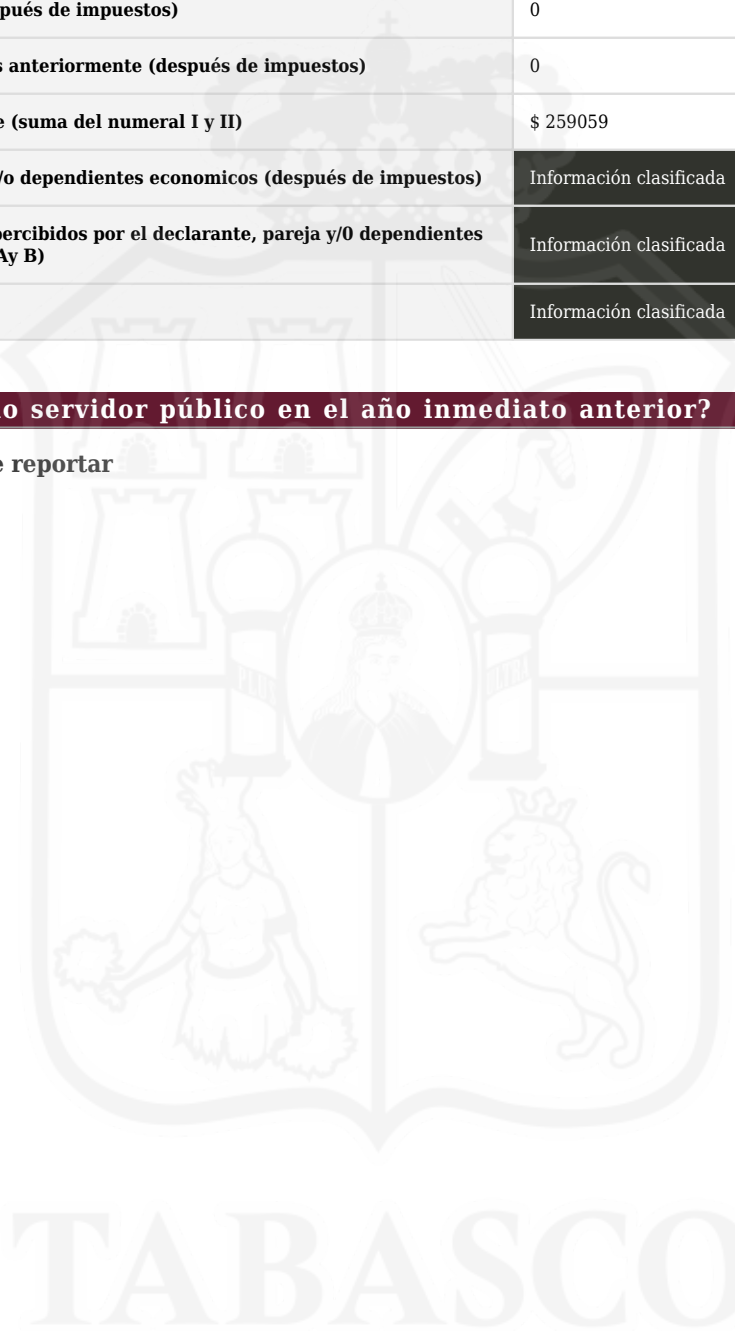 pués de impuestos) 0
s anteriormente (después de impuestos) 0
e (suma del numeral I y II) $ 259059
/o dependientes economicos (después de impuestos) Información clasificada
percibidos por el declarante, pareja y/0 dependientes
Ay B) Información clasificada
Información clasificada
o servidor público en el año inmediato anterior?
e reportar
PLUS ULTRA
TABASCO